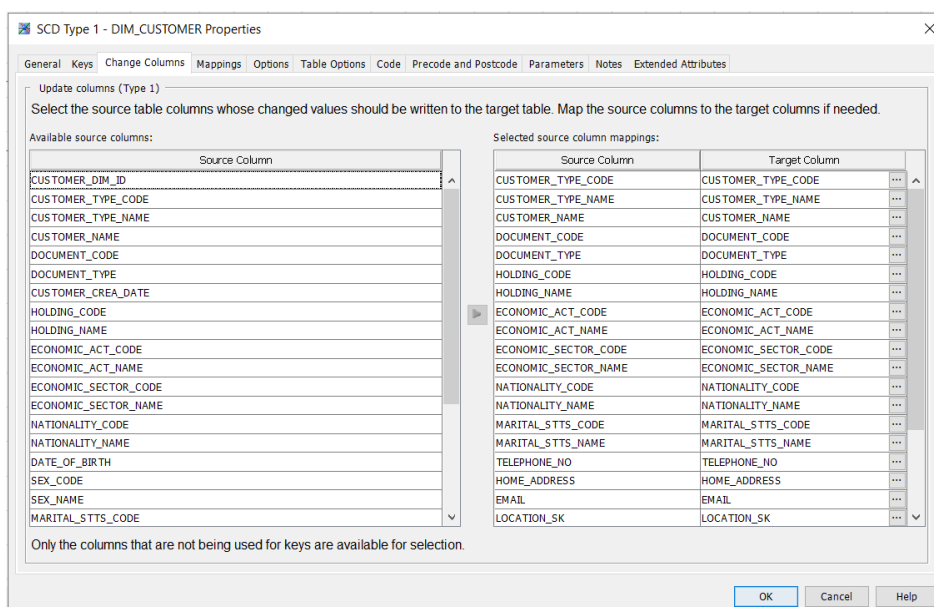 SCD Type 1 - DIM_CUSTOMER Properties
General Keys Change Columns Mappings Options Table Options Code Precode and Postcode Parameters Notes Extended Attributes
Update columns (Type 1)
Select the source table columns whose changed values should be written to the target table. Map the source columns to the target columns if needed.
Available source columns:
Source Column
CUSTOMER_DIM_ID
CUSTOMER_TYPE_CODE
CUSTOMER_TYPE_NAME
CUSTOMER_NAME
DOCUMENT_CODE
DOCUMENT_TYPE
CUSTOMER_CREA_DATE
HOLDING_CODE
HOLDING_NAME
ECONOMIC_ACT_CODE
ECONOMIC_ACT_NAME
ECONOMIC_SECTOR_CODE
ECONOMIC_SECTOR_NAME
NATIONALITY_CODE
NATIONALITY_NAME
DATE_OF_BIRTH
SEX_CODE
SEX_NAME
MARITAL_STTS_CODE
Selected source column mappings:
Source Column Target Column
CUSTOMER_TYPE_CODE CUSTOMER_TYPE_CODE ...
CUSTOMER_TYPE_NAME CUSTOMER_TYPE_NAME ...
CUSTOMER_NAME CUSTOMER_NAME ...
DOCUMENT_CODE DOCUMENT_CODE ...
DOCUMENT_TYPE DOCUMENT_TYPE ...
HOLDING_CODE HOLDING_CODE ...
HOLDING_NAME HOLDING_NAME ...
ECONOMIC_ACT_CODE ECONOMIC_ACT_CODE ...
ECONOMIC_ACT_NAME ECONOMIC_ACT_NAME ...
ECONOMIC_SECTOR_CODE ECONOMIC_SECTOR_CODE ...
ECONOMIC_SECTOR_NAME ECONOMIC_SECTOR_NAME ...
NATIONALITY_CODE NATIONALITY_CODE ...
NATIONALITY_NAME NATIONALITY_NAME ...
MARITAL_STTS_CODE MARITAL_STTS_CODE ...
MARITAL_STTS_NAME MARITAL_STTS_NAME ...
TELEPHONE_NO TELEPHONE_NO ...
HOME_ADDRESS HOME_ADDRESS ...
EMAIL EMAIL ...
LOCATION_SK LOCATION_SK ...
Only the columns that are not being used for keys are available for selection.
OK Cancel Help